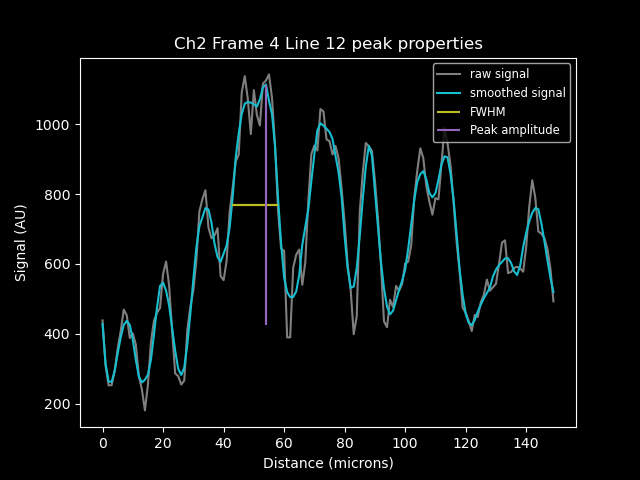 Ch2 Frame 4 Line 12 peak properties
raw signal
smoothed signal
FWHM
Peak amplitude
Signal (AU)
1000
800
600
400
200
0 20 40 60 80 100 120 140
Distance (microns)